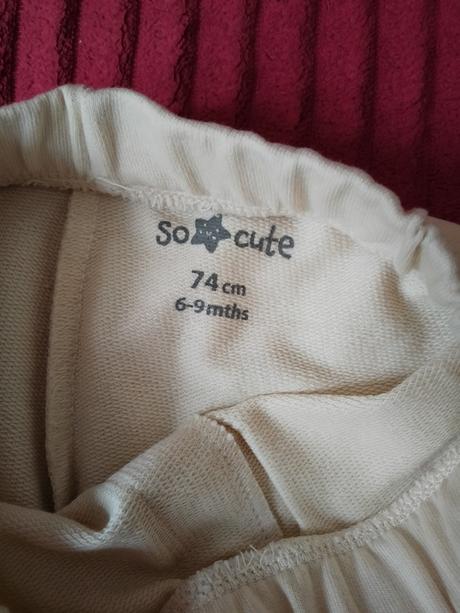 so cute
74 cm
6-9 mths